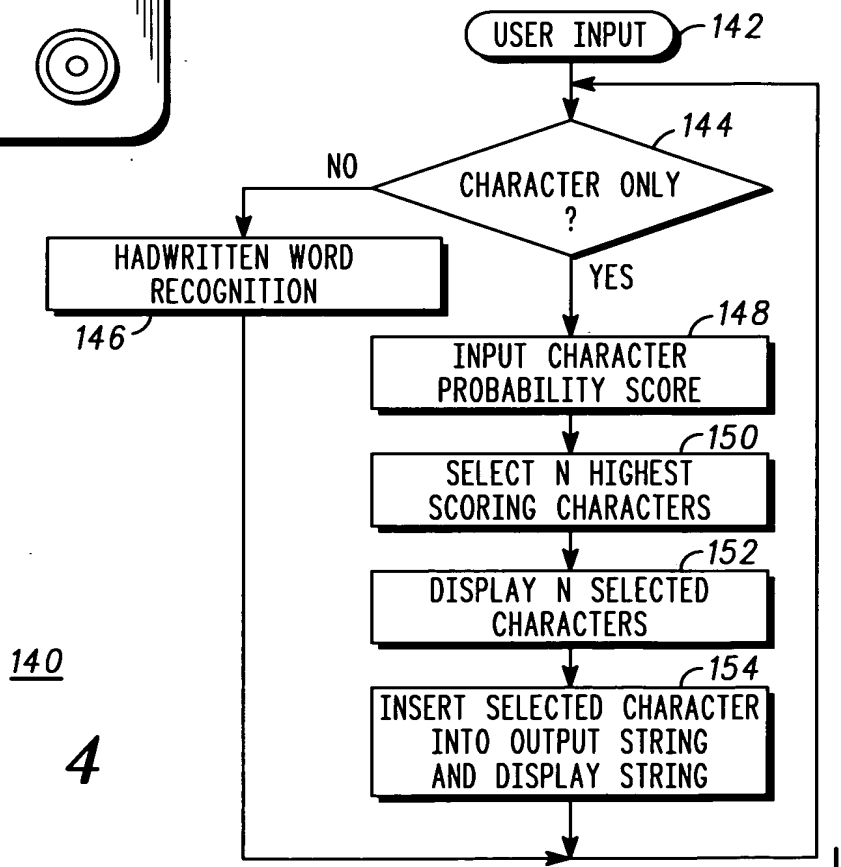 USER INPUT
142
144
NO
CHARACTER ONLY
?
HADWRITTEN WORD
RECOGNITION
YES
146
148
INPUT CHARACTER
PROBABILITY SCORE
150
SELECT N HIGHEST
SCORING CHARACTERS
152
DISPLAY N SELECTED
CHARACTERS
140
154
INSERT SELECTED CHARACTER
INTO OUTPUT STRING
AND DISPLAY STRING
4